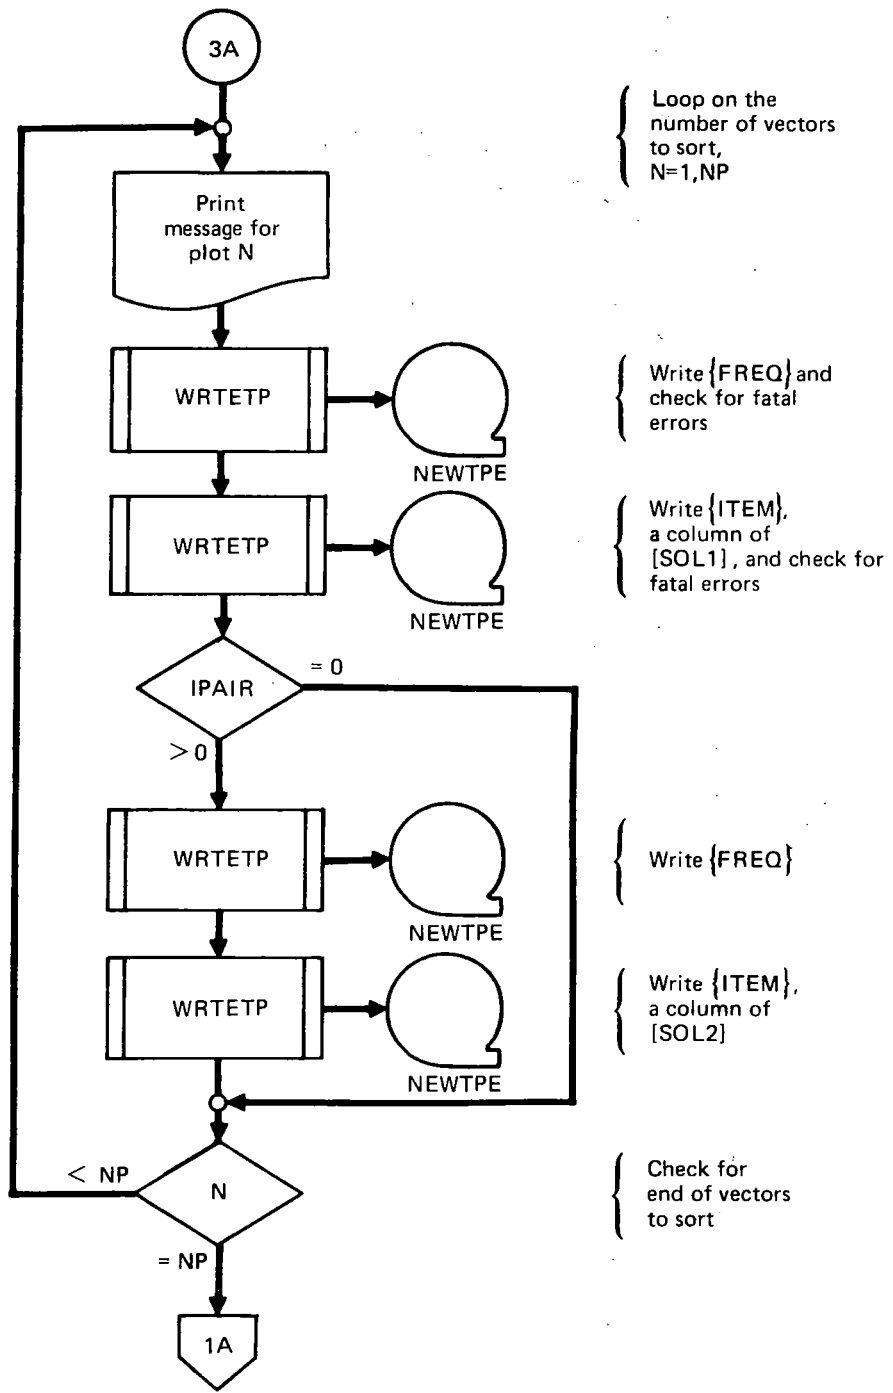 3A
Loop on the
number of vectors
to sort,
N=1,NP
Print
message for
plot N
WRTETP
NEWTPE
Write {FREQ} and
check for fatal
errors
WRTETP
NEWTPE
Write {ITEM},
a column of
[SOL1], and check for
fatal errors
IPAIR
= 0
> 0
WRTETP
NEWTPE
Write {FREQ}
WRTETP
NEWTPE
Write {ITEM},
a column of
[SOL2]
< NP
N
Check for
end of vectors
to sort
= NP
1A